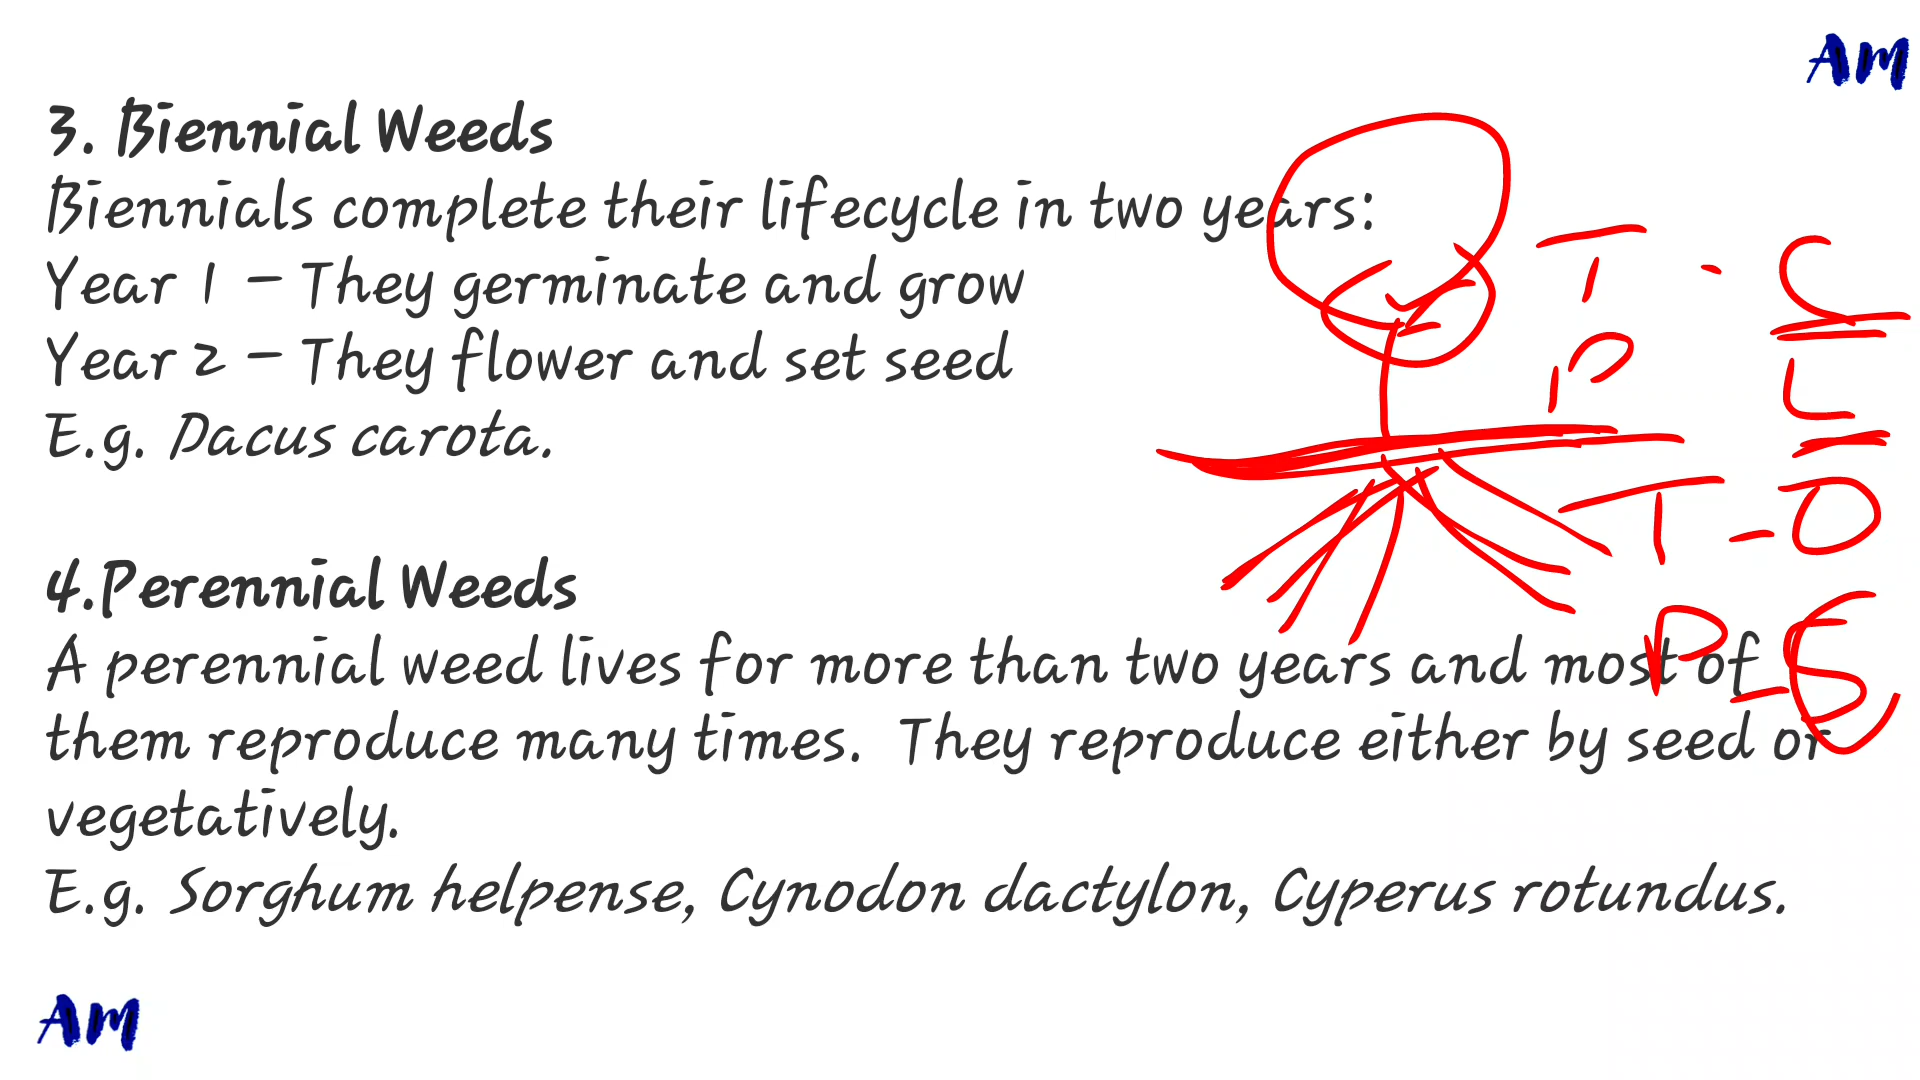 AM
3. Biennial Weeds
Biennials complete their lifecycle in two years:
Year 1 – They germinate and grow
Year 2 – They flower and set seed
E.g. Dacus carota.
T - C
P L
T - O
P - S
4.Perennial Weeds
A perennial weed lives for more than two years and most of
them reproduce many times. They reproduce either by seed or
vegetatively.
E.g. Sorghum helpense, Cynodon dactylon, Cyperus rotundus.
AM